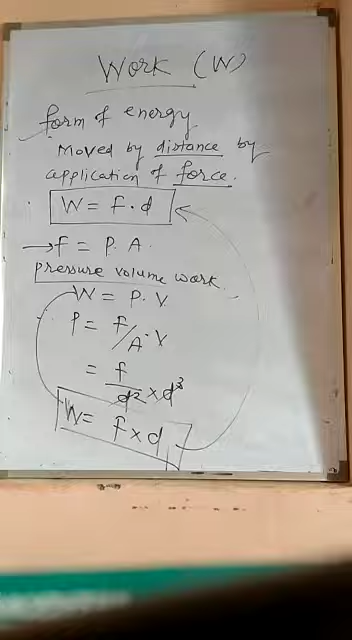 Work (W)
form of energy
Moved by distance by
application of force.
W = f . d
→ f = P. A.
pressure volume work.
W = P. V
P = f/A . V
= f/d² × d³
W = f × d